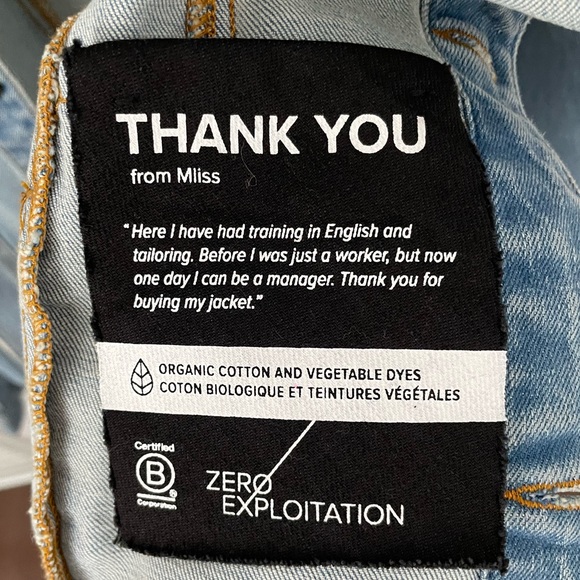 THANK YOU
from Mliss
"Here I have had training in English and
tailoring. Before I was just a worker, but now
one day I can be a manager. Thank you for
buying my jacket."
ORGANIC COTTON AND VEGETABLE DYES
COTON BIOLOGIQUE ET TEINTURES VÉGÉTALES
Certified
B
Corporation
ZERO
EXPLOITATION